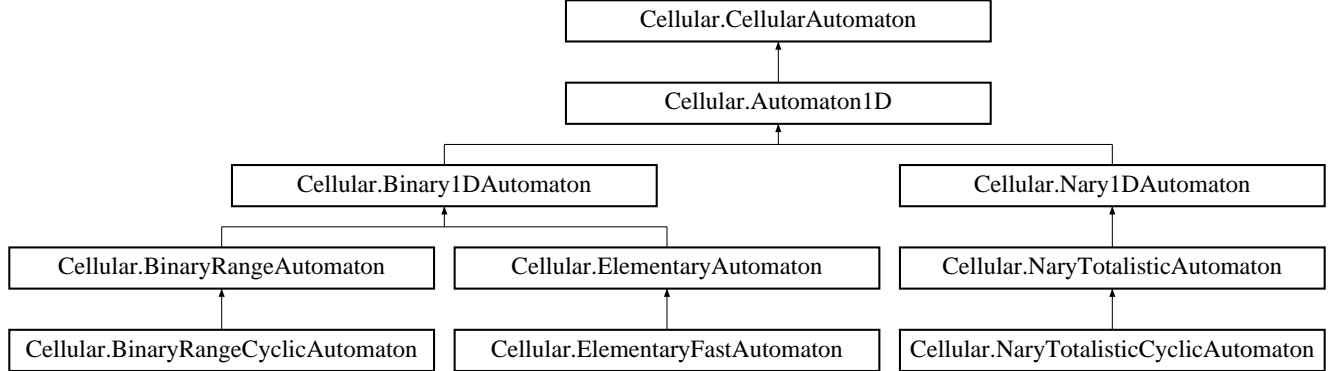 Cellular.CellularAutomaton
Cellular.Automaton1D
Cellular.Binary1DAutomaton
Cellular.Nary1DAutomaton
Cellular.BinaryRangeAutomaton
Cellular.ElementaryAutomaton
Cellular.NaryTotalisticAutomaton
Cellular.BinaryRangeCyclicAutomaton
Cellular.ElementaryFastAutomaton
Cellular.NaryTotalisticCyclicAutomaton